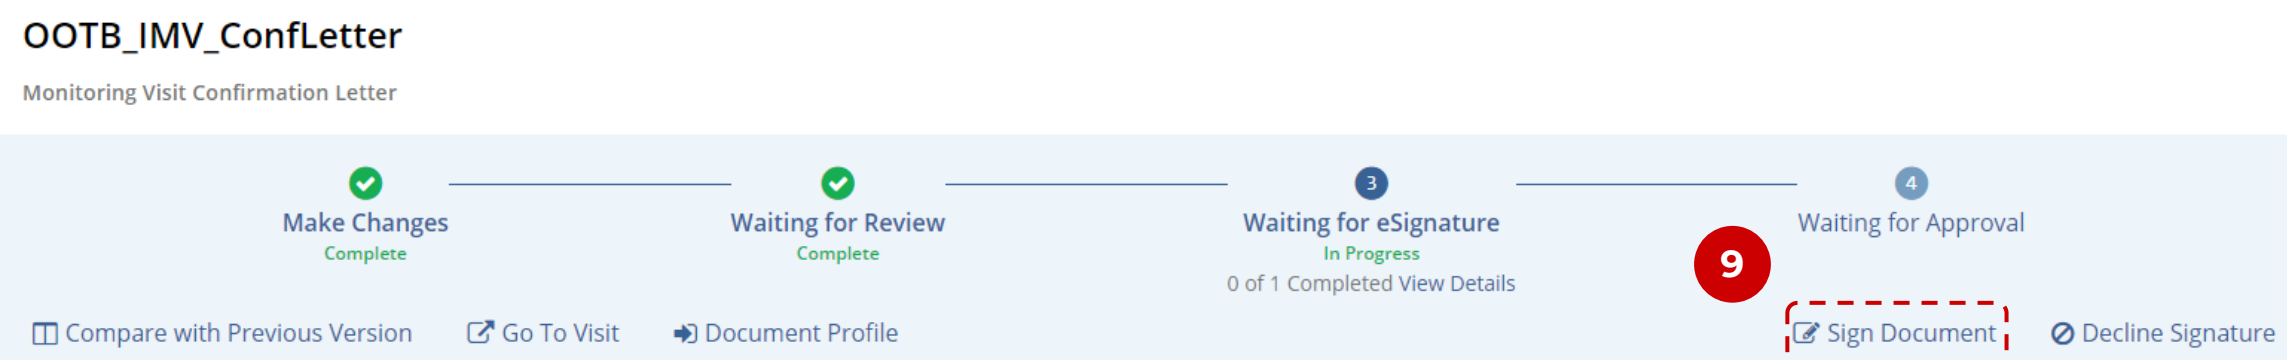 OOTB_IMV_ConfLetter
Monitoring Visit Confirmation Letter
3
4
Make Changes
Waiting for Review
Waiting for eSignature
Waiting for Approval
Complete
Complete
In Progress
9
0 of 1 Completed View Details
Compare with Previous Version
Go To Visit
Document Profile
Sign Document
Decline Signature